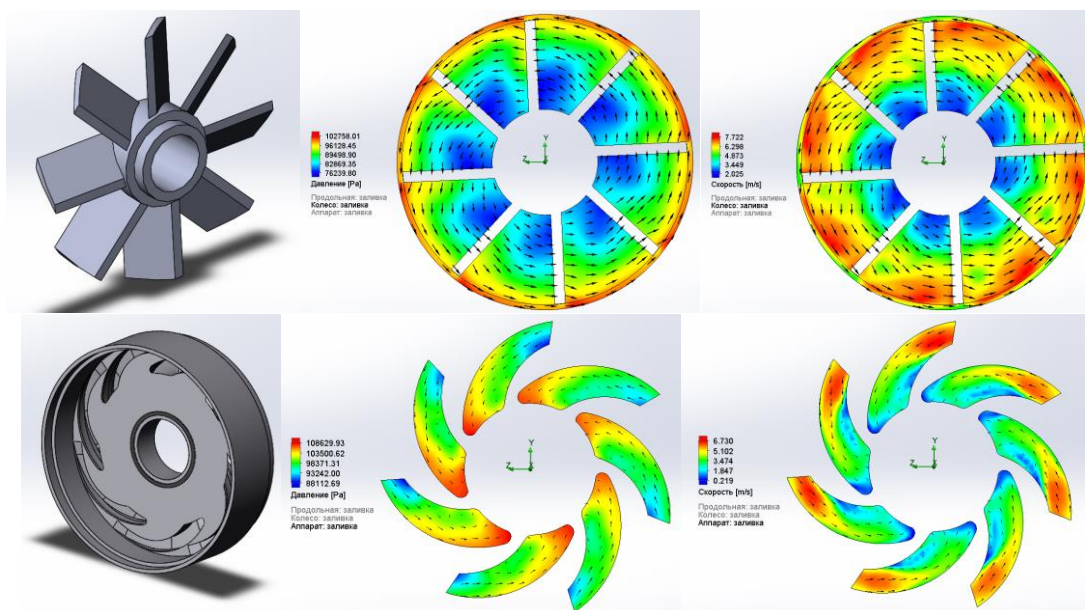 102758.01
96128.45
89498.90
82869.35
76239.80
Давление [Pa]
Продольная: заливка
Колесо: заливка
Аппарат: заливка
Y
Z
7.722
6.298
4.873
3.449
2.025
Скорость [m/s]
Продольная: заливка
Колесо: заливка
Аппарат: заливка
Y
Z
108629.93
103500.62
98371.31
93242.00
88112.69
Давление [Pa]
Продольная: заливка
Колесо: заливка
Аппарат: заливка
Y
Z
6.730
5.102
3.474
1.847
0.219
Скорость [m/s]
Продольная: заливка
Колесо: заливка
Аппарат: заливка
Y
Z